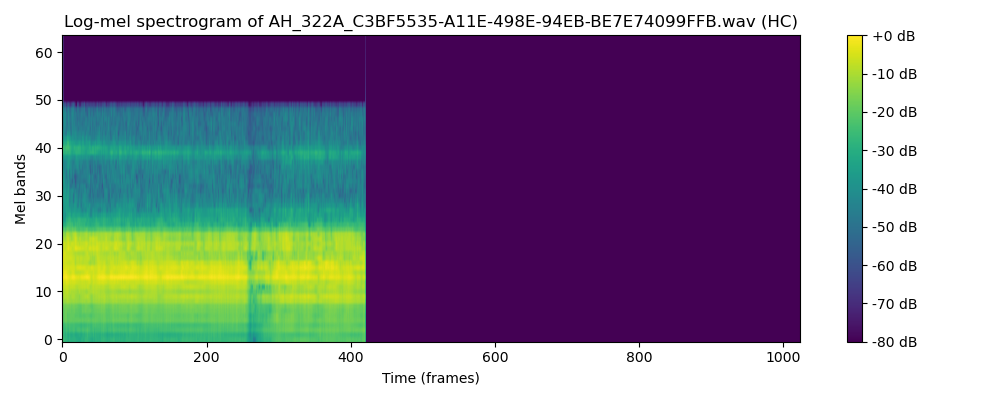 Log-mel spectrogram of AH_322A_C3BF5535-A11E-498E-94EB-BE7E74099FFB.wav (HC)
Mel bands
60
50
40
30
20
10
0
0 200 400 600 800 1000
Time (frames)
+0 dB
-10 dB
-20 dB
-30 dB
-40 dB
-50 dB
-60 dB
-70 dB
-80 dB